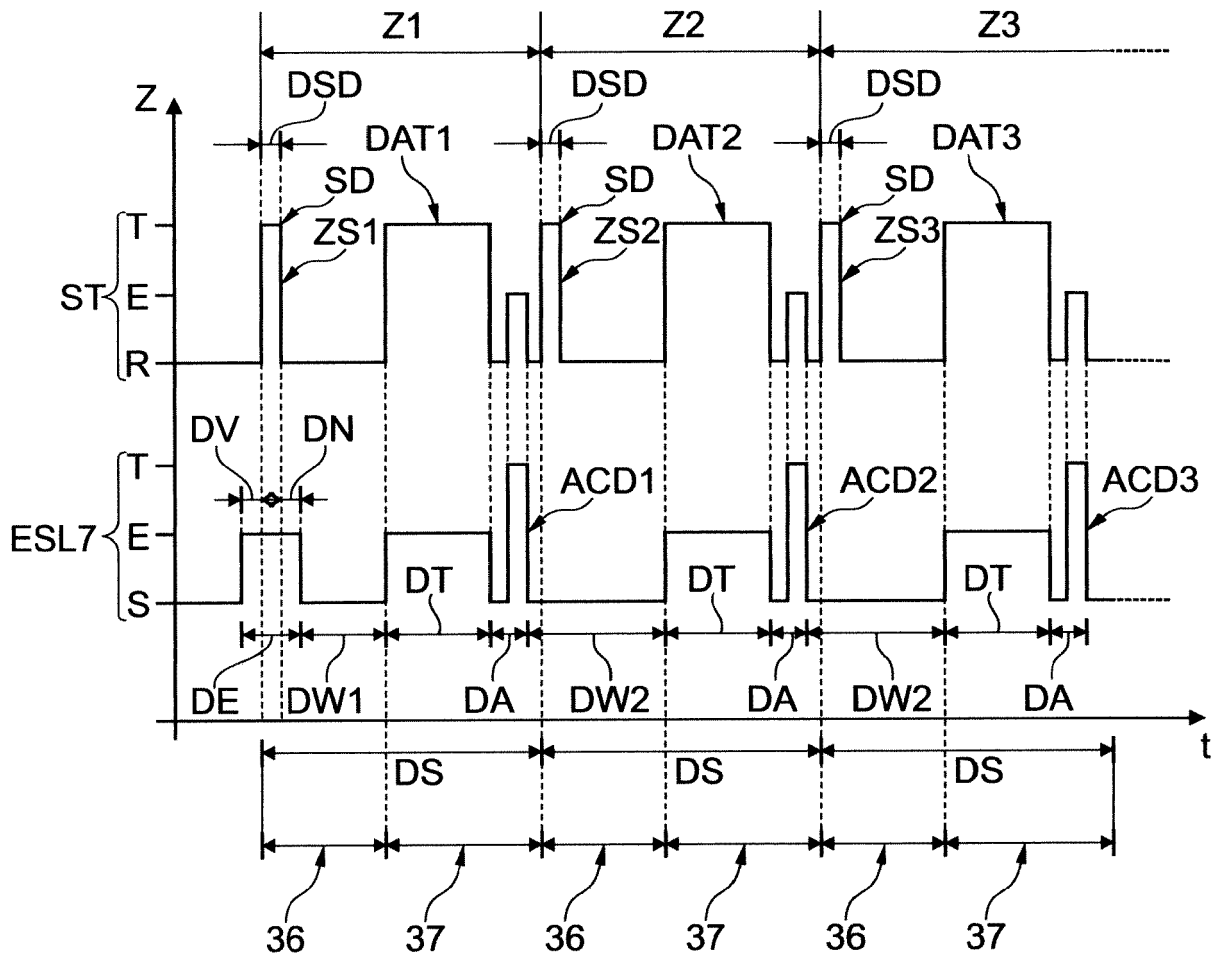 Z1 Z2 Z3
DSD DSD DSD
Z
DAT1 DAT2 DAT3
SD SD SD
T
ZS1 ZS2 ZS3
ST E
R
DV DN
T
ACD1 ACD2 ACD3
ESL7 E
DT DT DT
S
DE DW1 DA DW2 DA DW2 DA
t
DS DS DS
36 37 36 37 36 37